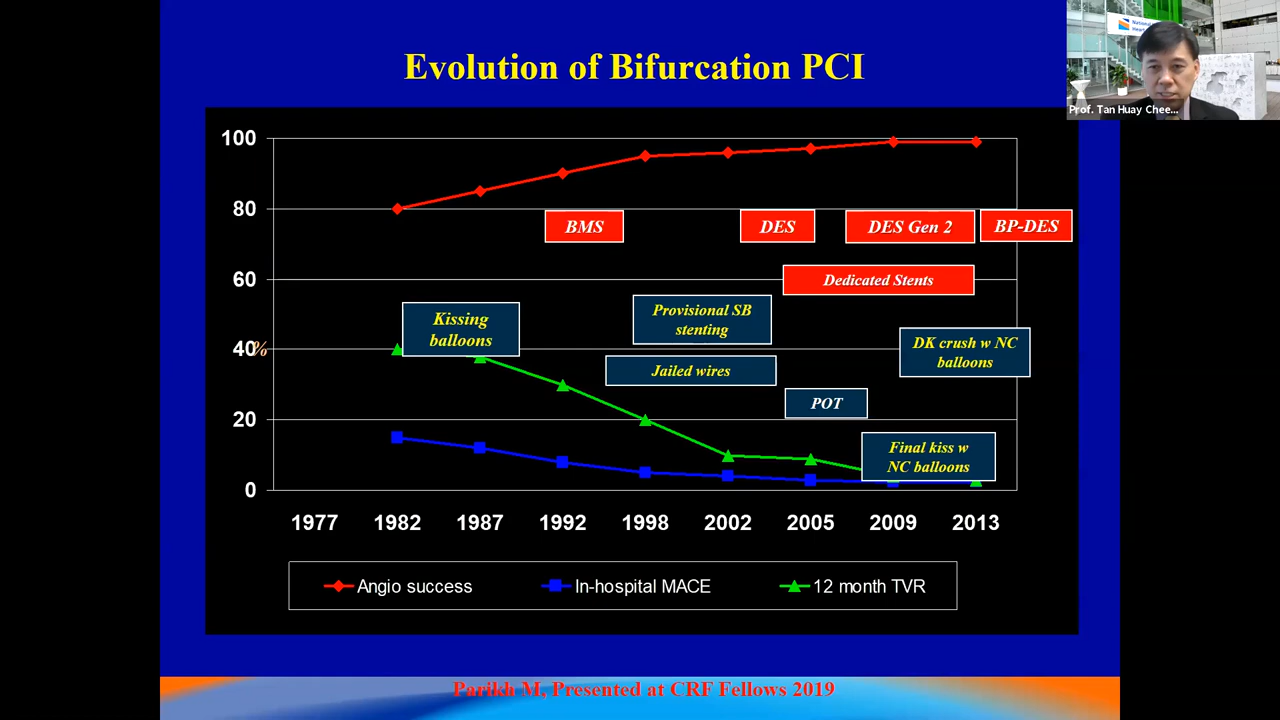 National
Heart
Prof. Tan Huay Chee...
Evolution of Bifurcation PCI
100
80
60
40
%
20
0
BMS
DES
DES Gen 2
BP-DES
Dedicated Stents
Kissing
balloons
Provisional SB
stenting
Jailed wires
DK crush w NC
balloons
POT
Final kiss w
NC balloons
1977 1982 1987 1992 1998 2002 2005 2009 2013
Angio success In-hospital MACE 12 month TVR
Parikh M, Presented at CRF Fellows 2019